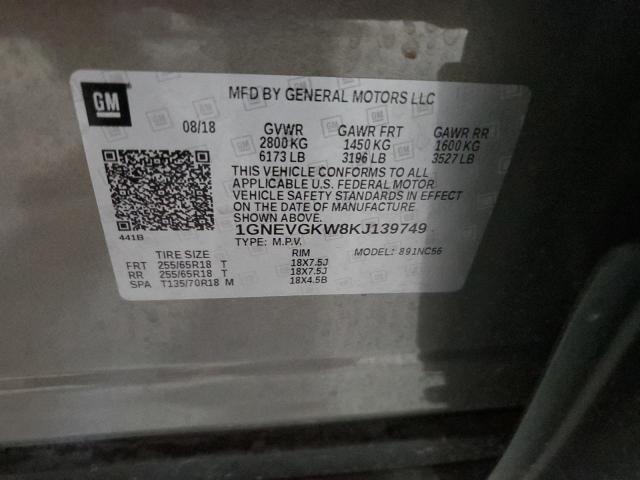 GM
MFD BY GENERAL MOTORS LLC
08/18 GVWR GAWR FRT GAWR RR
2800 KG 1450 KG 1600 KG
6173 LB 3196 LB 3527 LB
THIS VEHICLE CONFORMS TO ALL
APPLICABLE U.S. FEDERAL MOTOR
VEHICLE SAFETY STANDARDS IN EFFECT
ON THE DATE OF MANUFACTURE
SHOWN ABOVE.
1GNEVGKW8KJ139749
441B TYPE: M.P.V. MODEL: 891NC56
TIRE SIZE RIM
FRT 255/65R18 T 18X7.5J
RR 255/65R18 T 18X7.5J
SPA T135/70R18 M 18X4.5B